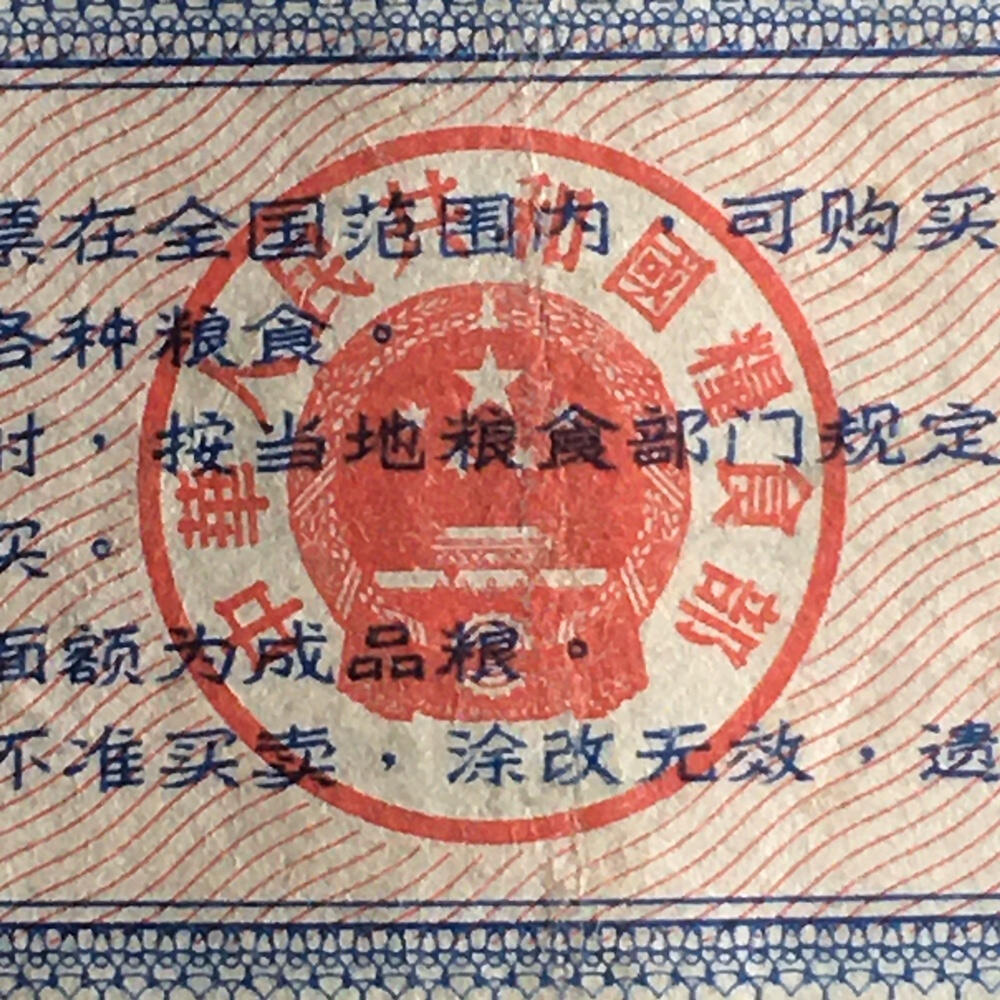 票在全国范围内，可购买
各种粮食。
时，按当地粮食部门规定
买。
面额为成品粮。
不准买卖，涂改无效，遗
中華人民共和國糧食部